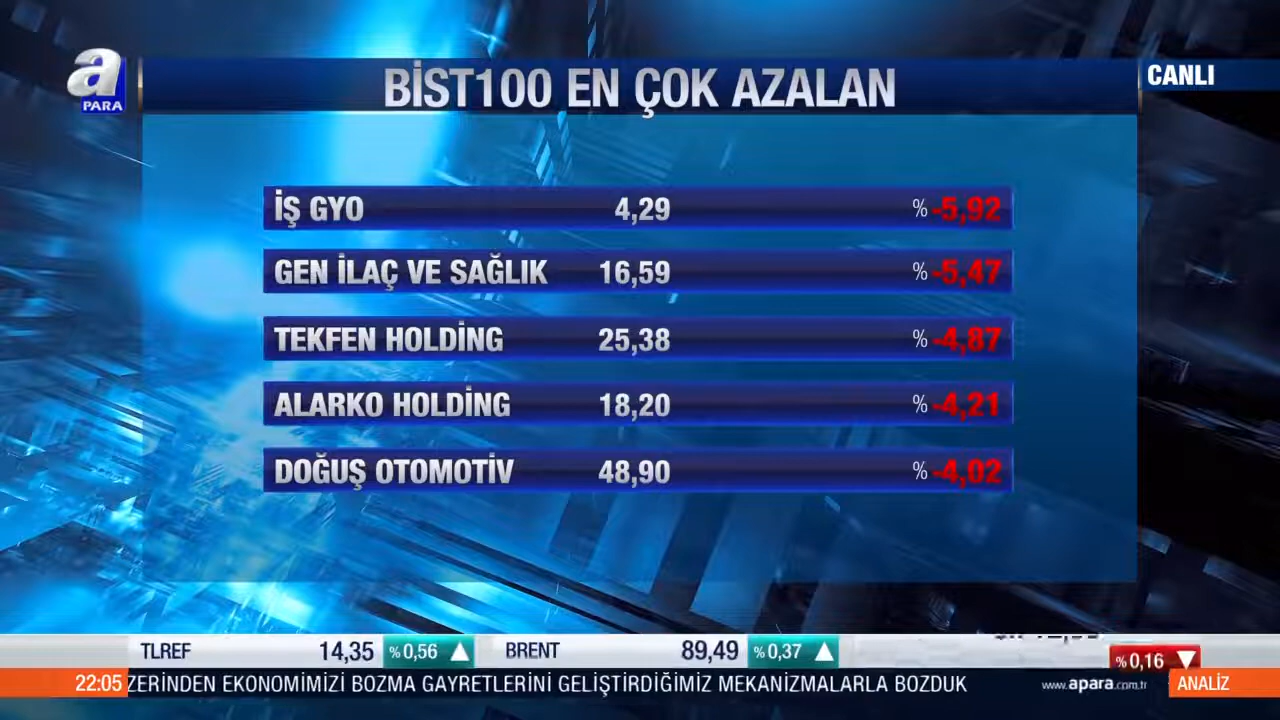 a
PARA
BİST100 EN ÇOK AZALAN
CANLI
İŞ GYO 4,29 % -5,92
GEN İLAÇ VE SAĞLIK 16,59 % -5,47
TEKFEN HOLDİNG 25,38 % -4,87
ALARKO HOLDİNG 18,20 % -4,21
DOĞUŞ OTOMOTİV 48,90 % -4,02
TLREF 14,35 %0,56 BRENT 89,49 %0,37 %0,16
22:05 ZERİNDEN EKONOMİMİZİ BOZMA GAYRETLERİNİ GELİŞTİRDİĞİMİZ MEKANİZMALARLA BOZDUK www.apara.com.tr ANALİZ